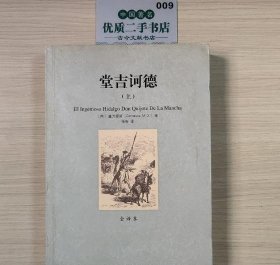 009
优质二手书店
堂吉诃德
（上）
El Ingenioso Hidalgo Don Quijote De La Mancha
全译本